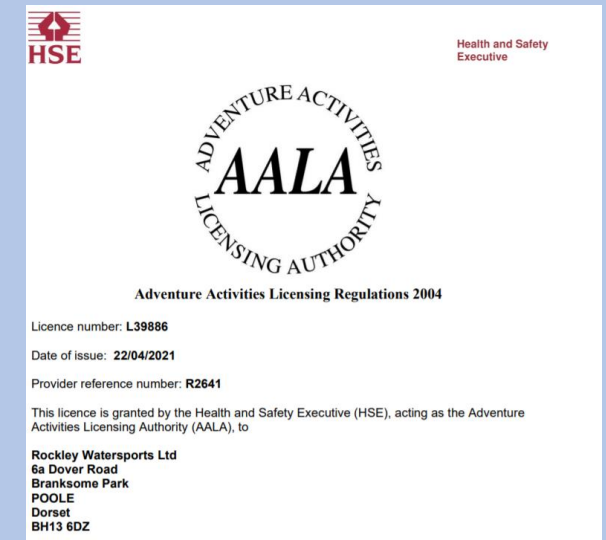 HSE
Health and Safety
Executive
ADVENTURE ACTIVITIES
AALA
LICENSING AUTHORITY
Adventure Activities Licensing Regulations 2004
Licence number: L39886
Date of issue: 22/04/2021
Provider reference number: R2641
This licence is granted by the Health and Safety Executive (HSE), acting as the Adventure
Activities Licensing Authority (AALA), to
Rockley Watersports Ltd
6a Dover Road
Branksome Park
POOLE
Dorset
BH13 6DZ